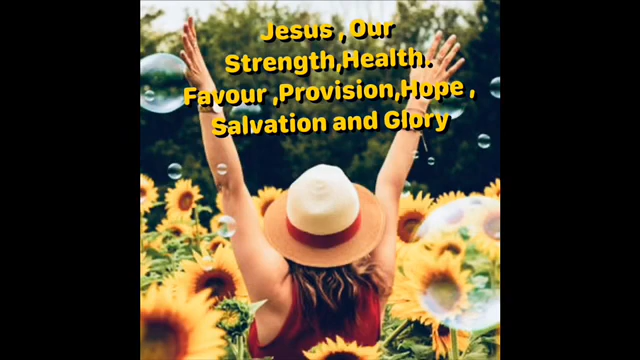 Jesus , Our
Strength,Health.
Favour ,Provision,Hope ,
Salvation and Glory